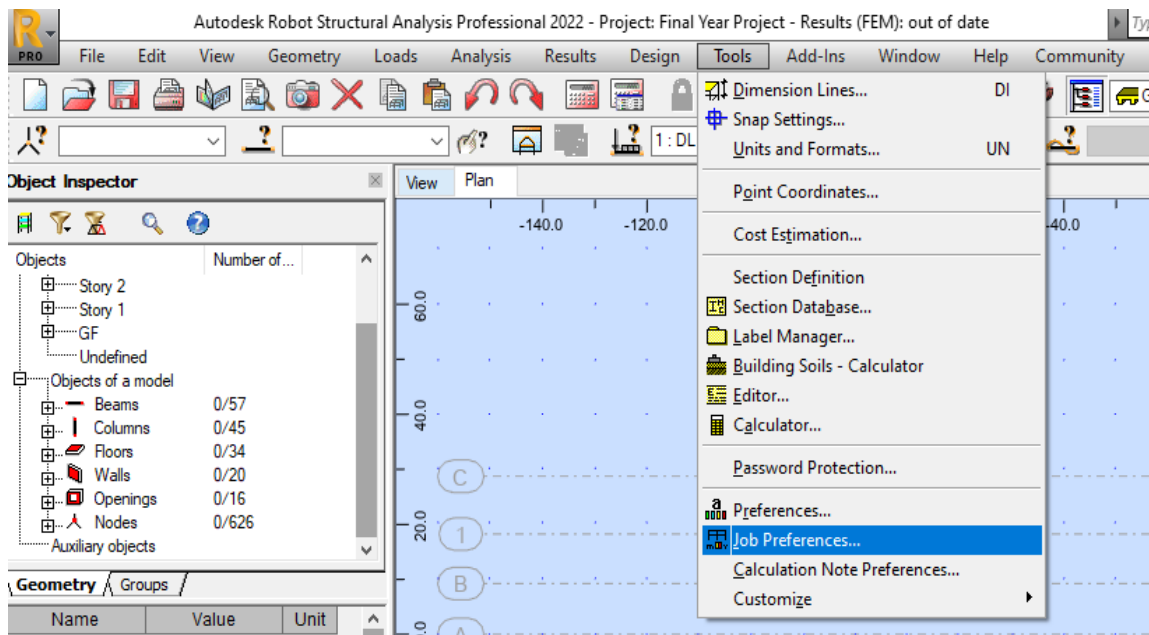 Autodesk Robot Structural Analysis Professional 2022 - Project: Final Year Project - Results (FEM): out of date
PRO File Edit View Geometry Loads Analysis Results Design Tools Add-Ins Window Help Community
1 : DL
Dimension Lines... DI
Snap Settings...
Units and Formats... UN
Point Coordinates...
Cost Estimation...
Section Definition
Section Database...
Label Manager...
Building Soils - Calculator
Editor...
Calculator...
Password Protection...
Preferences...
Job Preferences...
Calculation Note Preferences...
Customize
Object Inspector
Objects Number of...
Story 2
Story 1
GF
Undefined
Objects of a model
Beams 0/57
Columns 0/45
Floors 0/34
Walls 0/20
Openings 0/16
Nodes 0/626
Auxiliary objects
Geometry Groups
Name Value Unit
View Plan
-140.0 -120.0 -40.0
60.0
40.0
C
20.0
1
B
A